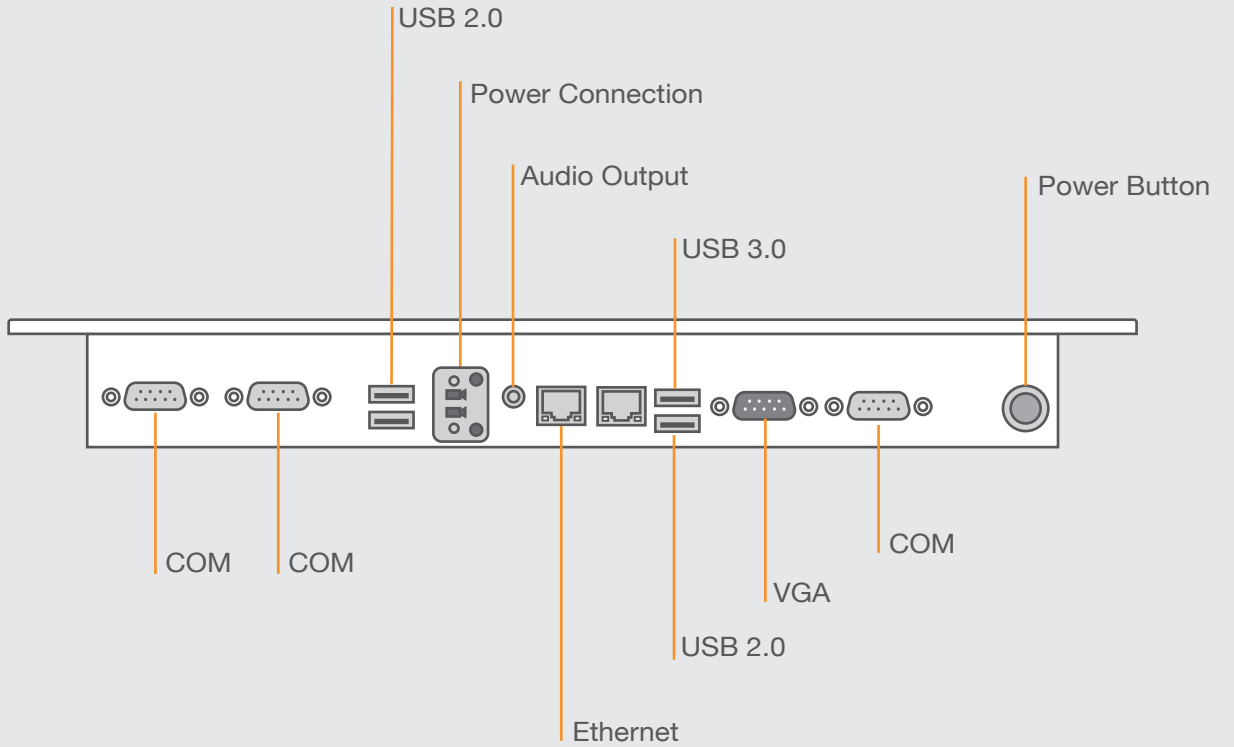 USB 2.0
Power Connection
Audio Output
Power Button
USB 3.0
COM
COM
COM
VGA
USB 2.0
Ethernet